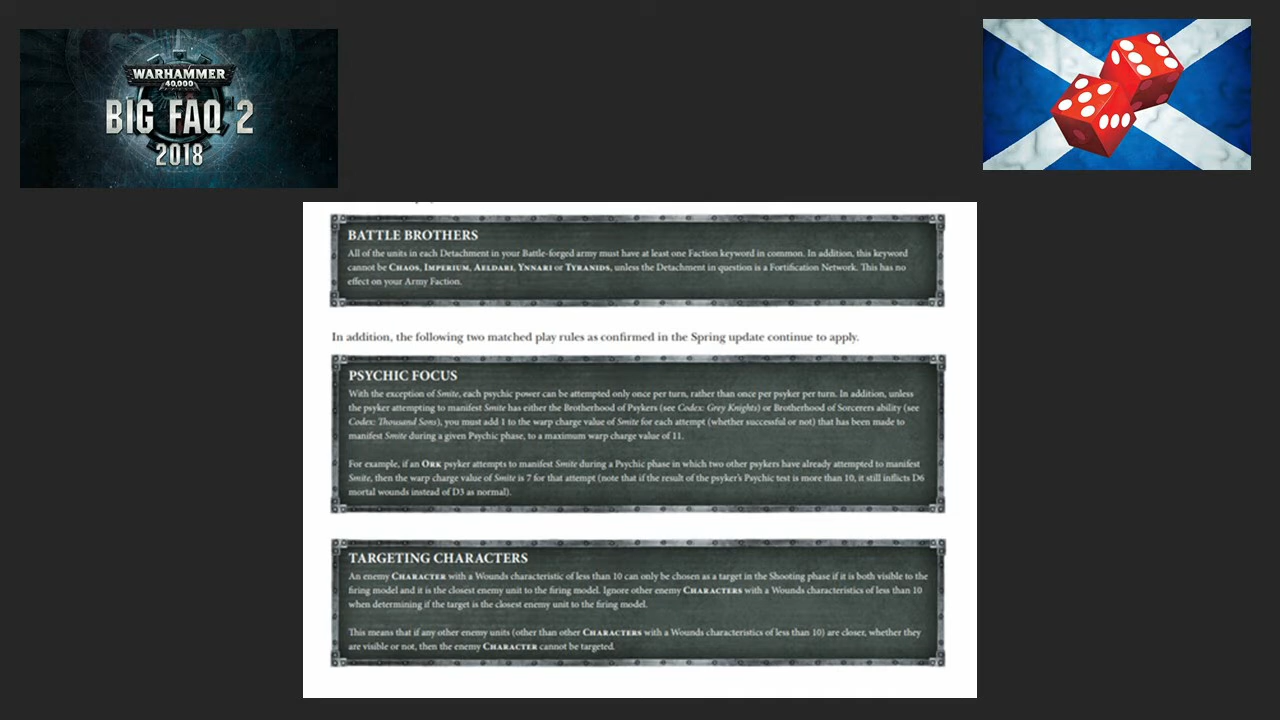 WARHAMMER
40,000
BIG FAQ 2
2018
BATTLE BROTHERS
All of the units in each Detachment in your Battle-forged army must have at least one Faction keyword in common. In addition, this keyword
cannot be CHAOS, IMPERIUM, AELDARI, YNNARI or TYRANIDS, unless the Detachment in question is a Fortification Network. This has no
effect on your Army Faction.
In addition, the following two matched play rules as confirmed in the Spring update continue to apply.
PSYCHIC FOCUS
With the exception of Smite, each psychic power can be attempted only once per turn, rather than once per psyker per turn. In addition, unless
the psyker attempting to manifest Smite has either the Brotherhood of Psykers (see Codex: Grey Knights) or Brotherhood of Sorcerers ability (see
Codex: Thousand Sons), you must add 1 to the warp charge value of Smite for each attempt (whether successful or not) that has been made to
manifest Smite during a given Psychic phase, to a maximum warp charge value of 11.
For example, if an ORK psyker attempts to manifest Smite during a Psychic phase in which two other psykers have already attempted to manifest
Smite, then the warp charge value of Smite is 7 for that attempt (note that if the result of the psyker's Psychic test is more than 10, it still inflicts D6
mortal wounds instead of D3 as normal).
TARGETING CHARACTERS
An enemy CHARACTER with a Wounds characteristic of less than 10 can only be chosen as a target in the Shooting phase if it is both visible to the
firing model and it is the closest enemy unit to the firing model. Ignore other enemy CHARACTERS with a Wounds characteristics of less than 10
when determining if the target is the closest enemy unit to the firing model.
This means that if any other enemy units (other than other CHARACTERS with a Wounds characteristics of less than 10) are closer, whether they
are visible or not, then the enemy CHARACTER cannot be targeted.